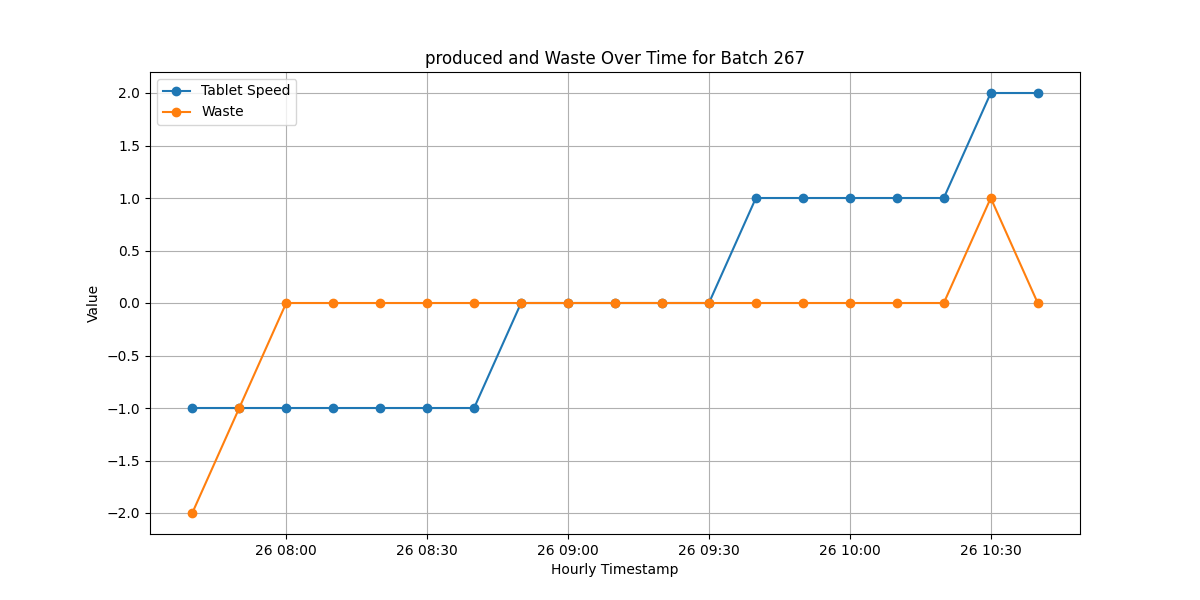 produced and Waste Over Time for Batch 267
Tablet Speed
Waste
2.0
1.5
1.0
0.5
0.0
−0.5
−1.0
−1.5
−2.0
Value
26 08:00 26 08:30 26 09:00 26 09:30 26 10:00 26 10:30
Hourly Timestamp